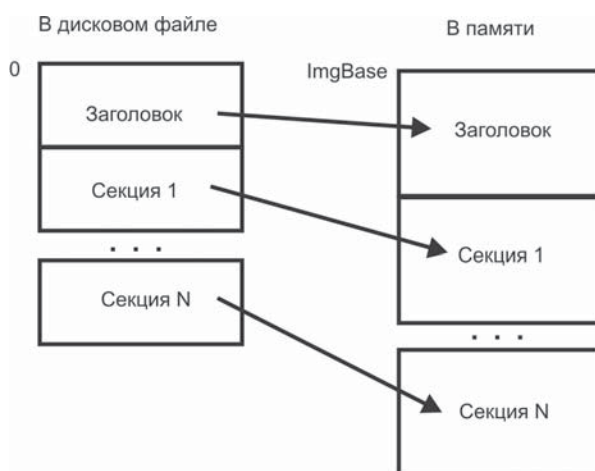 В дисковом файле
В памяти
0
ImgBase
Заголовок
Заголовок
Секция 1
Секция 1
. . .
Секция N
. . .
Секция N